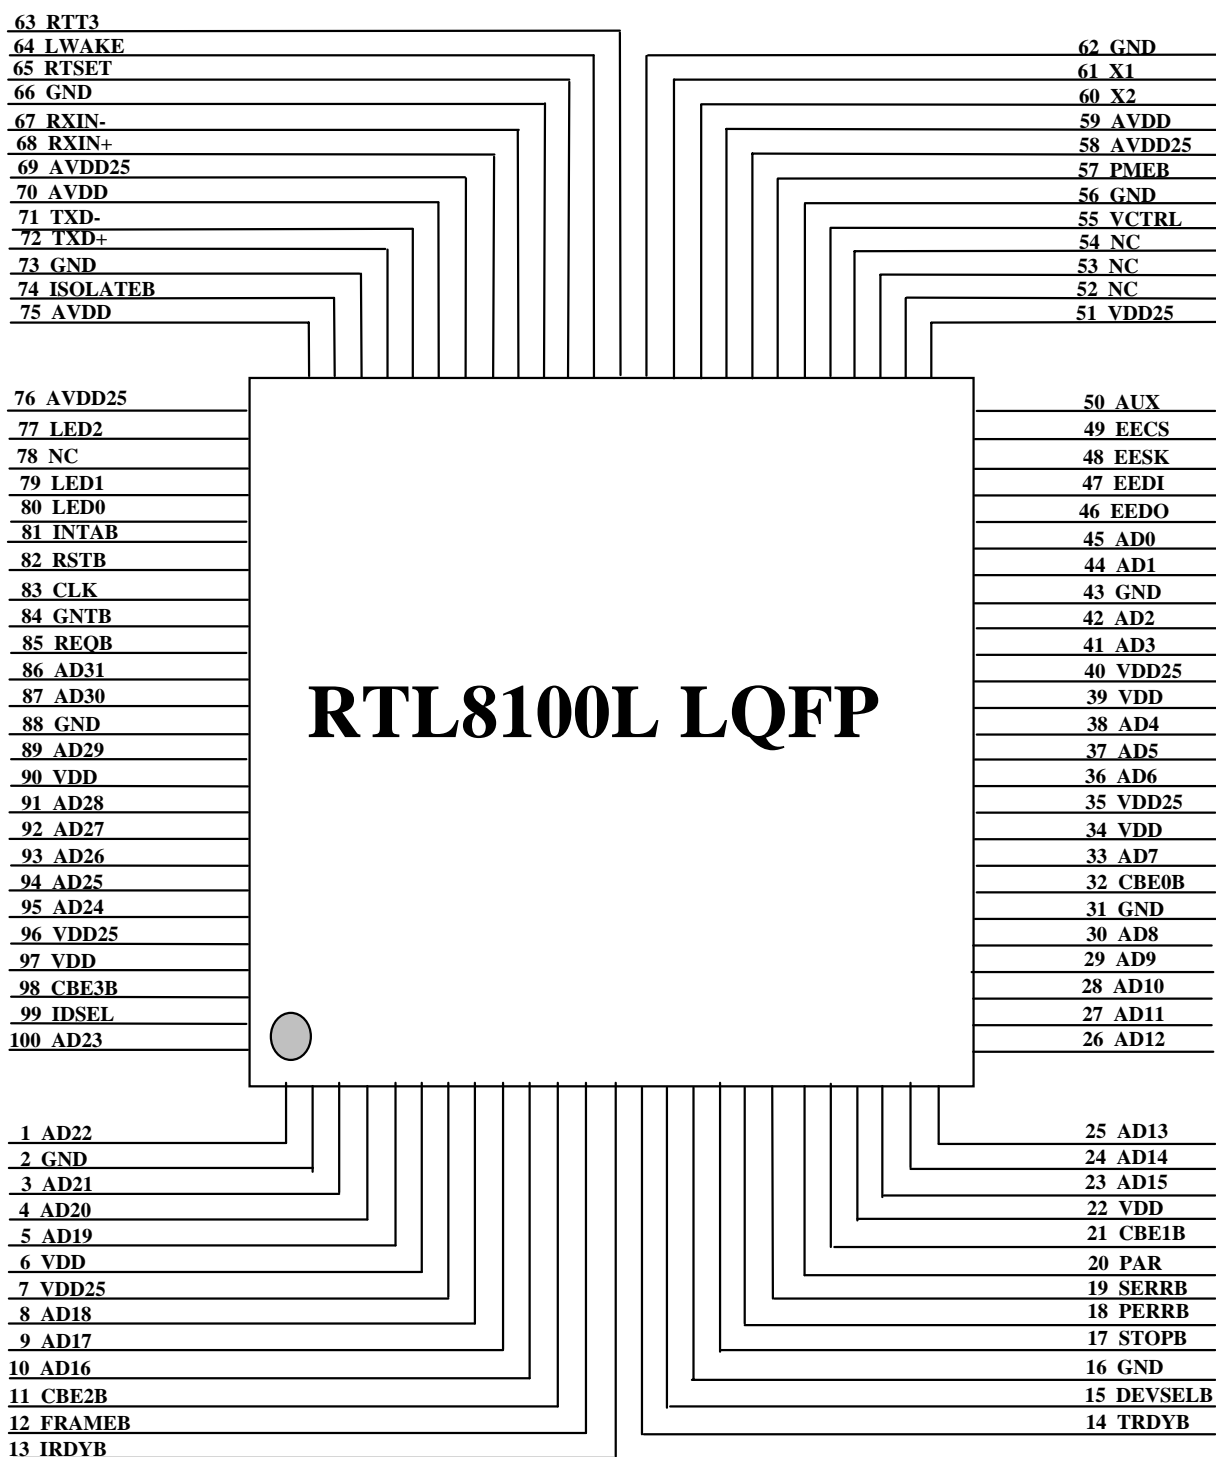 63 RTT3
64 LWAKE
65 RTSET
66 GND
67 RXIN-
68 RXIN+
69 AVDD25
70 AVDD
71 TXD-
72 TXD+
73 GND
74 ISOLATEB
75 AVDD
62 GND
61 X1
60 X2
59 AVDD
58 AVDD25
57 PMEB
56 GND
55 VCTRL
54 NC
53 NC
52 NC
51 VDD25
76 AVDD25
77 LED2
78 NC
79 LED1
80 LED0
81 INTAB
82 RSTB
83 CLK
84 GNTB
85 REQB
86 AD31
87 AD30
88 GND
89 AD29
90 VDD
91 AD28
92 AD27
93 AD26
94 AD25
95 AD24
96 VDD25
97 VDD
98 CBE3B
99 IDSEL
100 AD23
RTL8100L LQFP
50 AUX
49 EECS
48 EESK
47 EEDI
46 EEDO
45 AD0
44 AD1
43 GND
42 AD2
41 AD3
40 VDD25
39 VDD
38 AD4
37 AD5
36 AD6
35 VDD25
34 VDD
33 AD7
32 CBE0B
31 GND
30 AD8
29 AD9
28 AD10
27 AD11
26 AD12
1 AD22
2 GND
3 AD21
4 AD20
5 AD19
6 VDD
7 VDD25
8 AD18
9 AD17
10 AD16
11 CBE2B
12 FRAMEB
13 IRDYB
25 AD13
24 AD14
23 AD15
22 VDD
21 CBE1B
20 PAR
19 SERRB
18 PERRB
17 STOPB
16 GND
15 DEVSELB
14 TRDYB